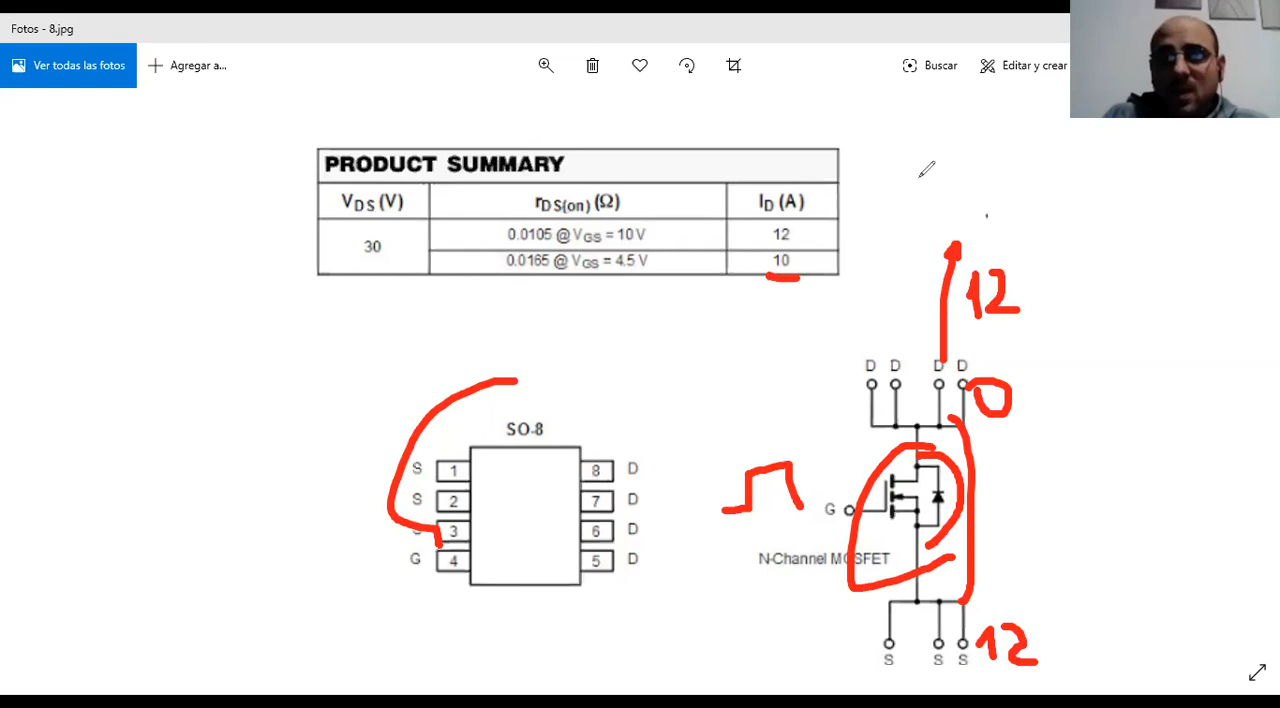 Fotos - 8.jpg
Ver todas las fotos
Agregar a...
Buscar
Editar y crear
PRODUCT SUMMARY
VDS (V) rDS(on) (Ω) ID (A)
30
0.0105 @ VGS = 10 V 12
0.0165 @ VGS = 4.5 V 10
12
D D D D
0
SO-8
S 1 8 D
S 2 7 D
3 6 D
G 4 5 D
G
N-Channel MOSFET
12
S S S